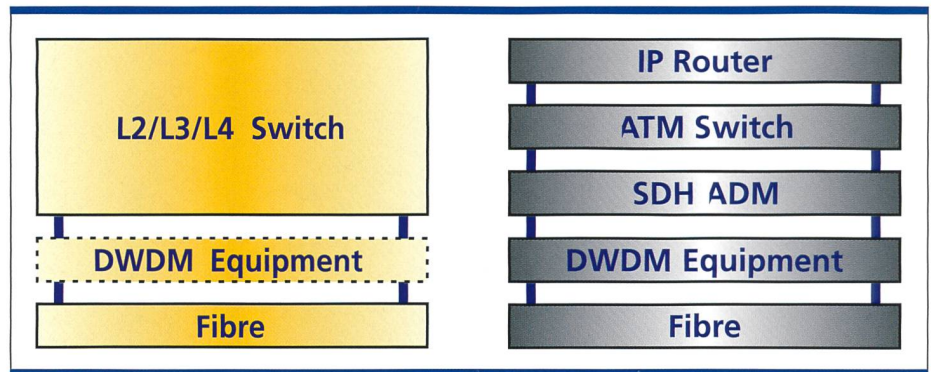 L2/L3/L4 Switch
DWDM Equipment
Fibre
IP Router
ATM Switch
SDH ADM
DWDM Equipment
Fibre